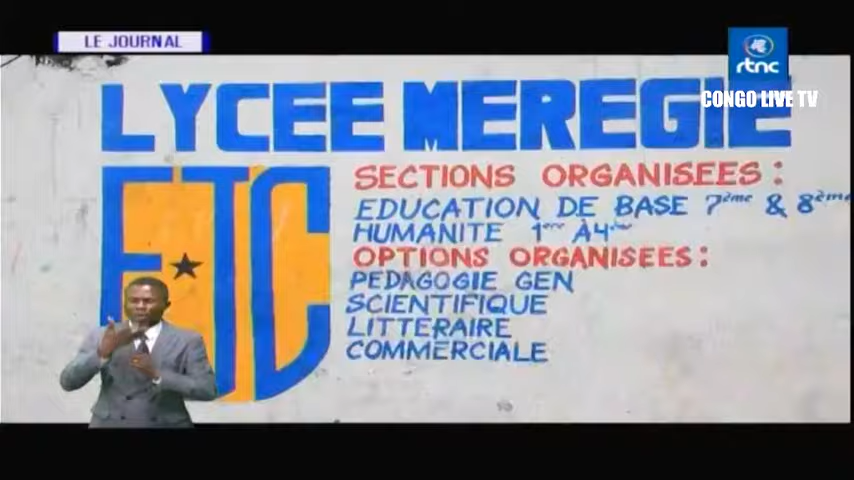 LE JOURNAL
rtnc
CONGO LIVE TV
LYCEE MEREGIE
ETC
SECTIONS ORGANISEES :
EDUCATION DE BASE 7ème & 8ème
HUMANITE 1ère À 4ème
OPTIONS ORGANISEES :
PEDAGOGIE GEN
SCIENTIFIQUE
LITTERAIRE
COMMERCIALE